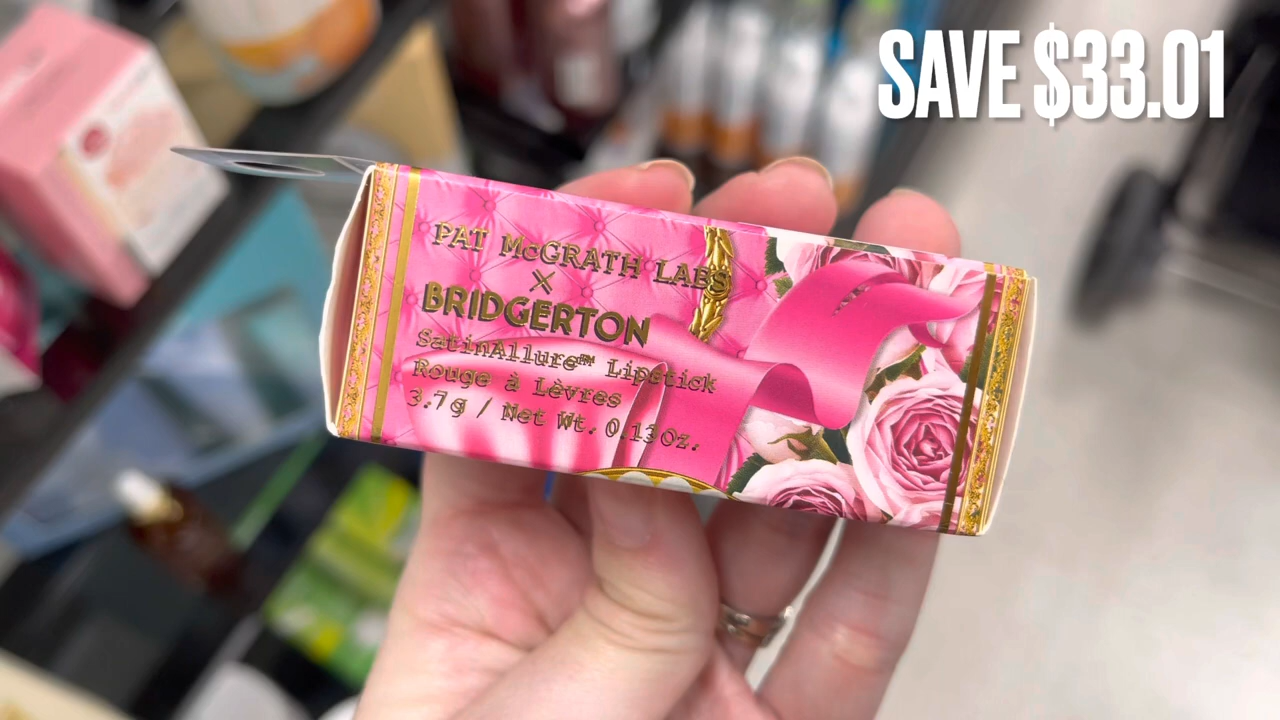 SAVE $33.01
PAT McGRATH LABS
X
BRIDGERTON
SatinAllure™ Lipstick
Rouge à Lèvres
3.7g / Net Wt. 0.13 Oz.